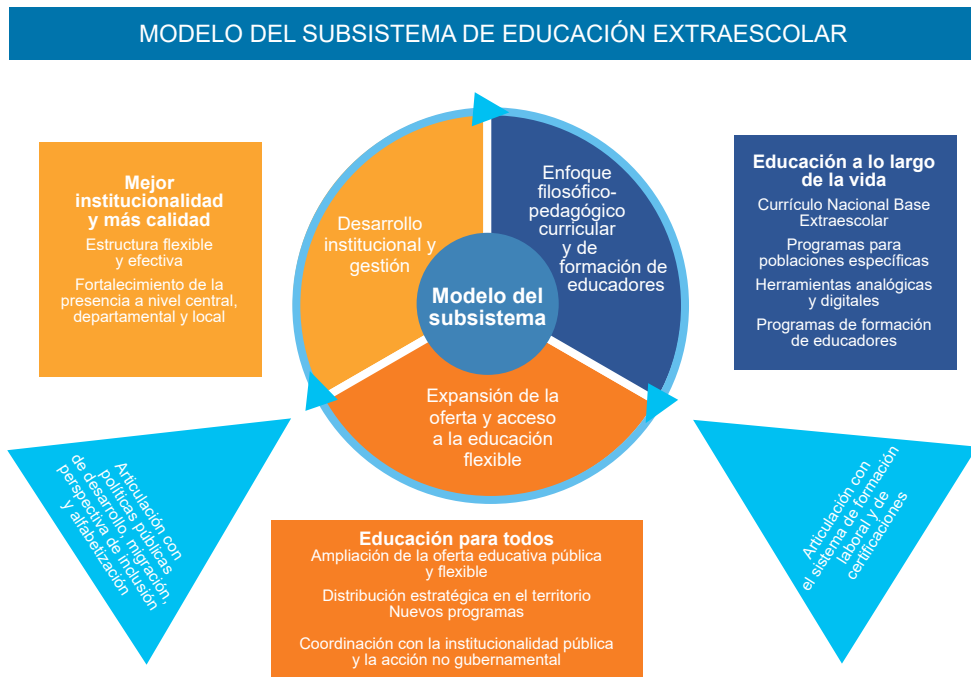 MODELO DEL SUBSISTEMA DE EDUCACIÓN EXTRAESCOLAR
Mejor
institucionalidad
y más calidad
Estructura flexible
y efectiva
Fortalecimiento de la
presencia a nivel central,
departamental y local
Desarrollo
institucional y
gestión
Enfoque
filosófico-
pedagógico
curricular
y de
formación de
educadores
Modelo del
subsistema
Expansión de la
oferta y acceso
a la educación
flexible
Educación a lo largo
de la vida
Currículo Nacional Base
Extraescolar
Programas para
poblaciones específicas
Herramientas analógicas
y digitales
Programas de formación
de educadores
Articulación con
políticas públicas
de desarrollo, migración,
perspectiva de inclusión
y alfabetización
Educación para todos
Ampliación de la oferta educativa pública
y flexible
Distribución estratégica en el territorio
Nuevos programas
Coordinación con la institucionalidad pública
y la acción no gubernamental
Articulación con
el sistema de formación
laboral y de
certificaciones